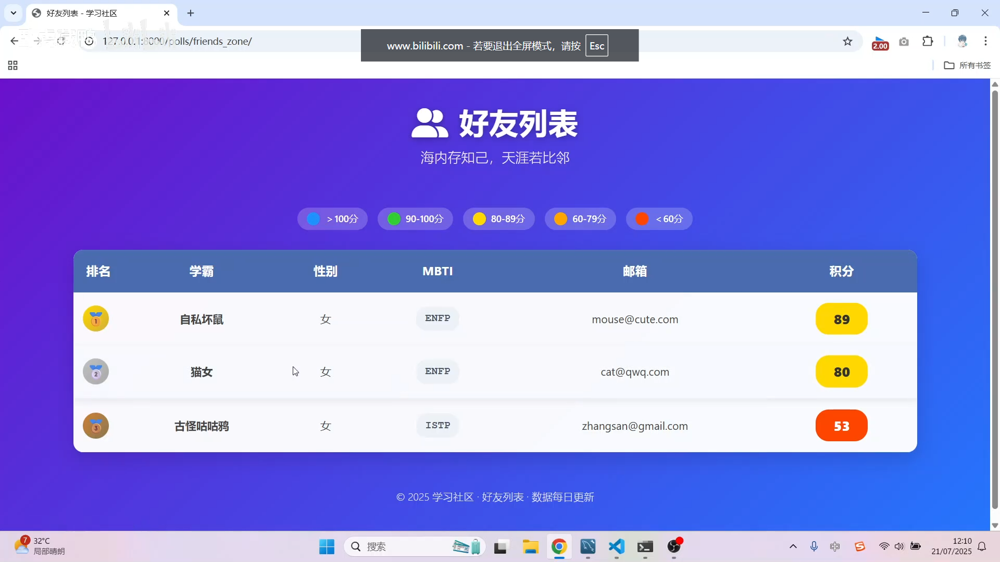 好友列表 - 学习社区
127.0.0.1:8000/polls/friends_zone/
www.bilibili.com - 若要退出全屏模式，请按 Esc
2.00
所有书签
好友列表
海内存知己，天涯若比邻
> 100分 90-100分 80-89分 60-79分 < 60分
排名 学霸 性别 MBTI 邮箱 积分
1 自私坏鼠 女 ENFP mouse@cute.com 89
2 猫女 女 ENFP cat@qwq.com 80
3 古怪咕咕鸦 女 ISTP zhangsan@gmail.com 53
© 2025 学习社区 · 好友列表 · 数据每日更新
7 32°C
局部晴朗
搜索
中
12:10
21/07/2025